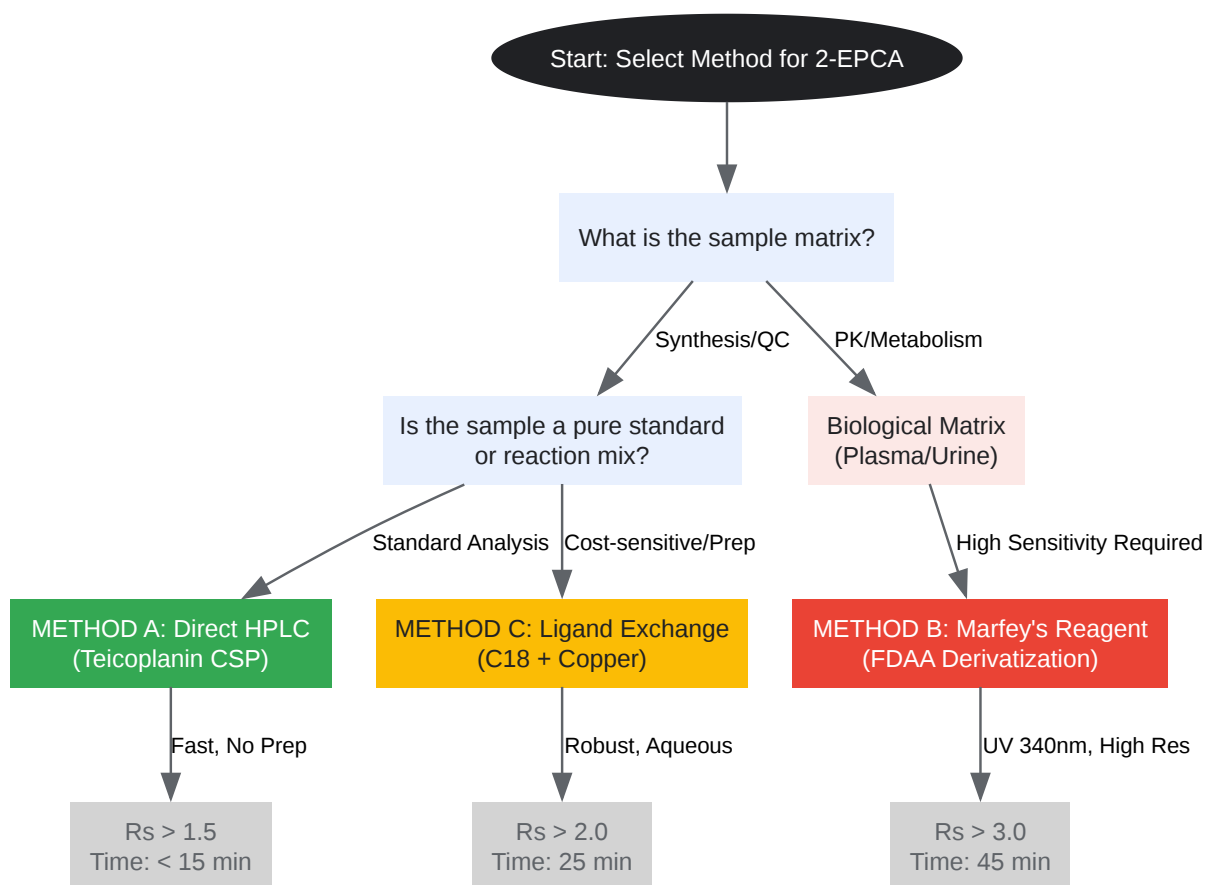 Start: Select Method for 2-EPCA
What is the sample matrix?
Synthesis/QC
PK/Metabolism
Is the sample a pure standard
or reaction mix?
Biological Matrix
(Plasma/Urine)
Standard Analysis
Cost-sensitive/Prep
High Sensitivity Required
METHOD A: Direct HPLC
(Teicoplanin CSP)
METHOD C: Ligand Exchange
(C18 + Copper)
METHOD B: Marfey's Reagent
(FDAA Derivatization)
Fast, No Prep
Robust, Aqueous
UV 340nm, High Res
Rs > 1.5
Time: < 15 min
Rs > 2.0
Time: 25 min
Rs > 3.0
Time: 45 min